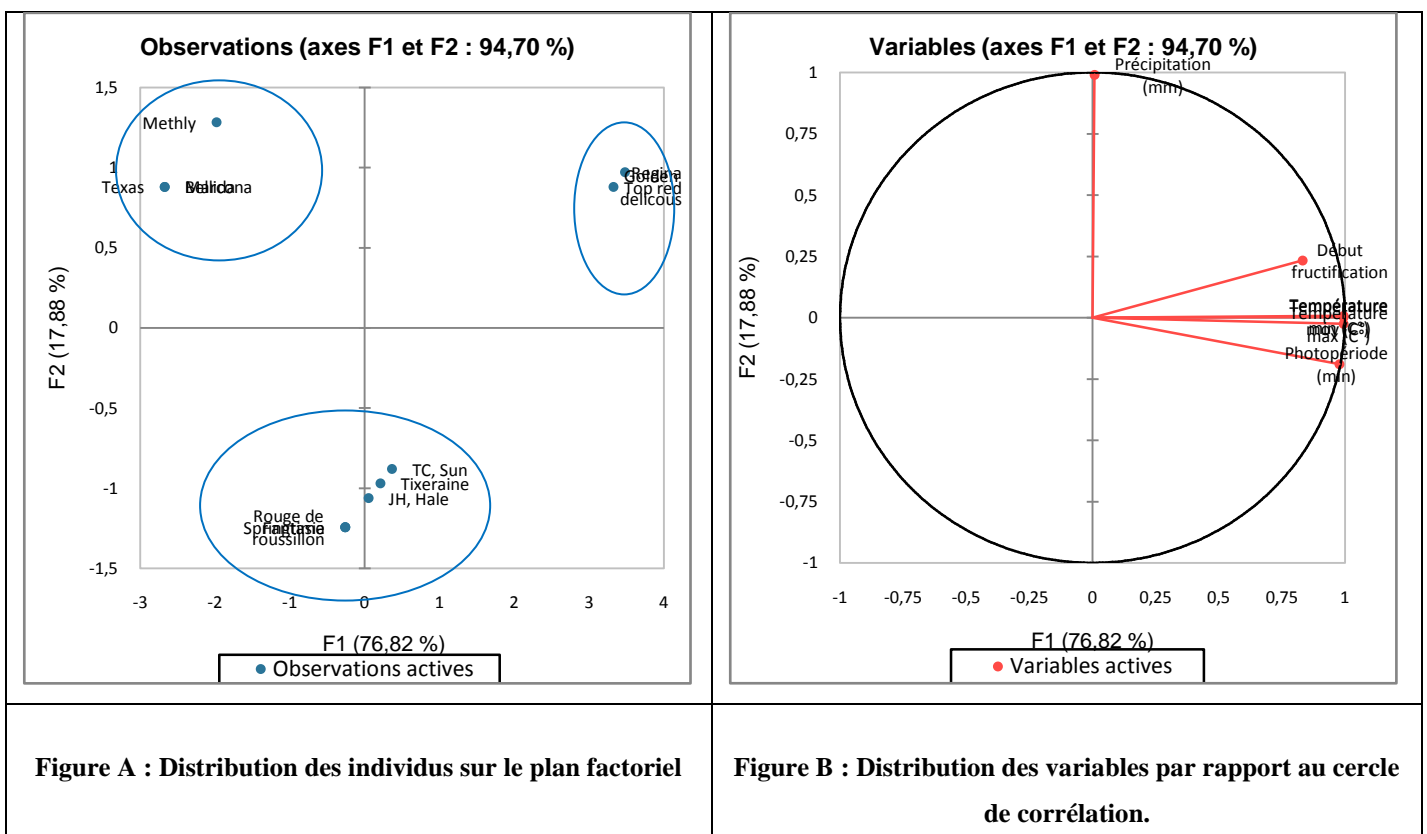 Observations (axes F1 et F2 : 94,70 %)
1,5
1
0,5
0
-0,5
-1
-1,5
F2 (17,88 %)
Methly
Texas
Regina
Golden
Top red
delicous
TC, Sun
Tixeraine
JH, Hale
Rouge de
Springtime
roussillon
-3 -2 -1 0 1 2 3 4
F1 (76,82 %)
Observations actives
Variables (axes F1 et F2 : 94,70 %)
1
0,75
0,5
0,25
0
-0,25
-0,5
-0,75
-1
F2 (17,88 %)
Précipitation
(mm)
Début
fructification
Température
Température
max (C°)
Photopériode
(min)
-1 -0,75 -0,5 -0,25 0 0,25 0,5 0,75 1
F1 (76,82 %)
Variables actives
Figure A : Distribution des individus sur le plan factoriel
Figure B : Distribution des variables par rapport au cercle
de corrélation.